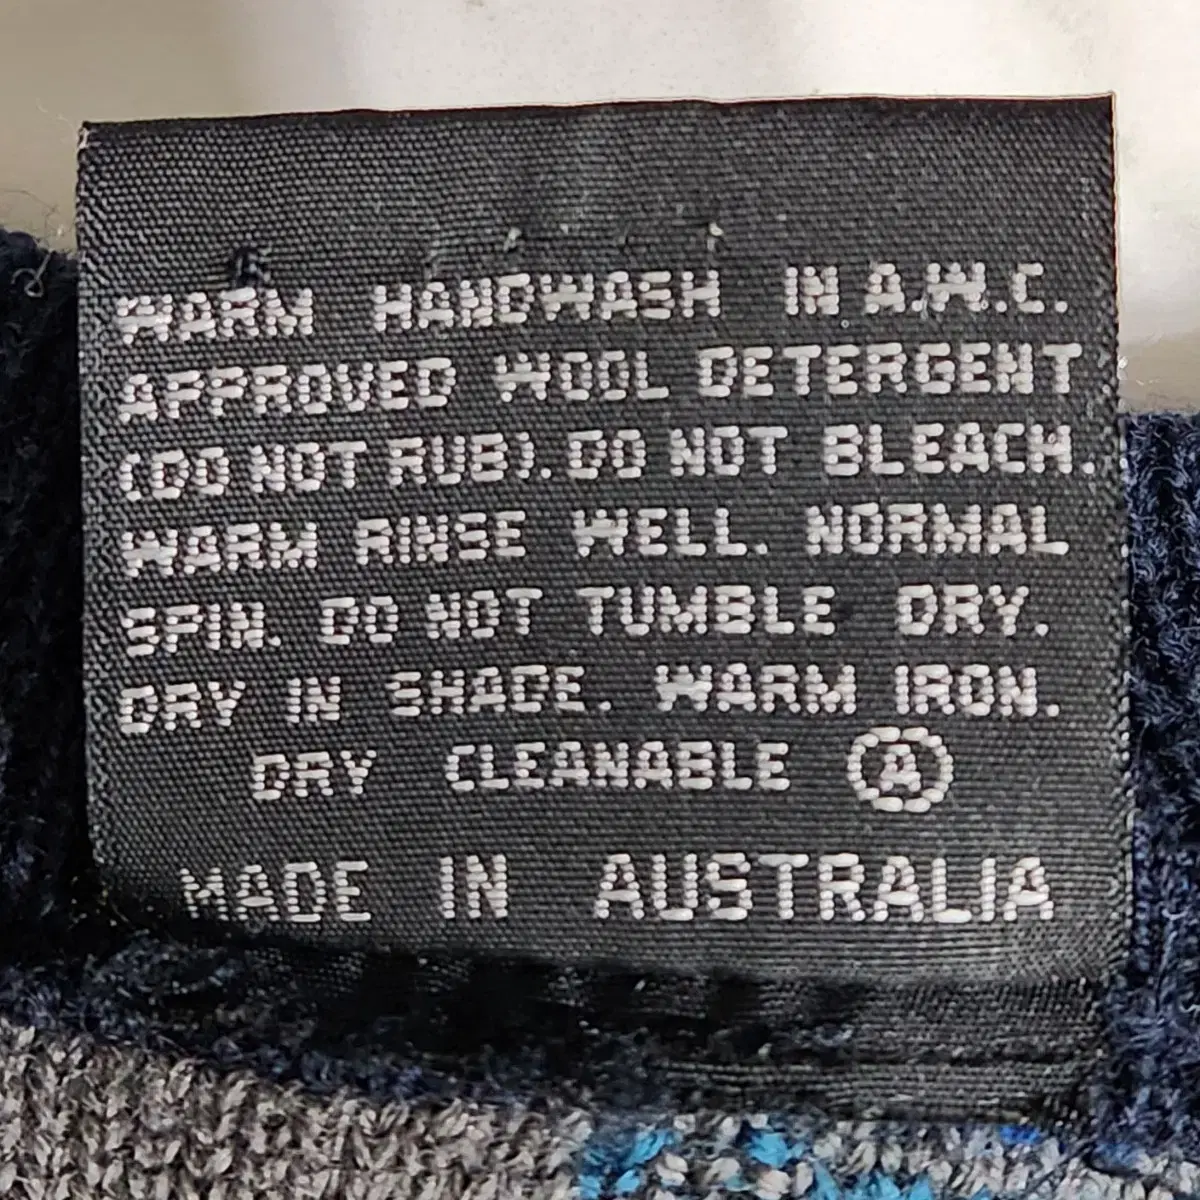 WARM HANDWASH IN A.W.C.
APPROVED WOOL DETERGENT
(DO NOT RUB). DO NOT BLEACH.
WARM RINSE WELL. NORMAL
SPIN. DO NOT TUMBLE DRY.
DRY IN SHADE. WARM IRON.
DRY CLEANABLE Ⓐ
MADE IN AUSTRALIA